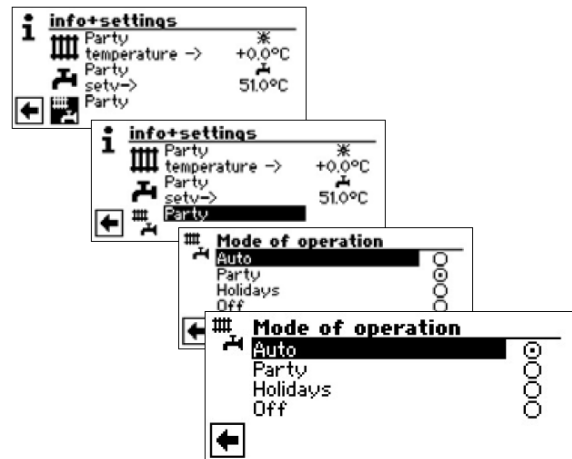 info+settings
Party
temperature -> +0.0°C
Party
setv-> 51.0°C
Party
info+settings
Party
temperature -> +0.0°C
Party
setv-> 51.0°C
Party
Mode of operation
Auto
Party
Holidays
Off
Mode of operation
Auto
Party
Holidays
Off